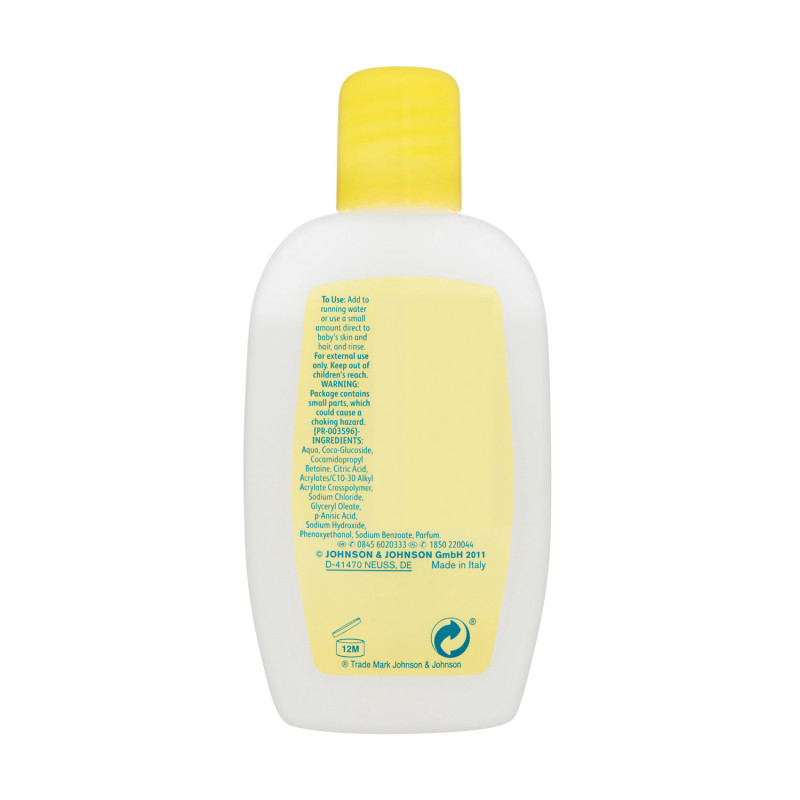 To Use: Add to
running water
or use a small
amount direct to
baby's skin and
hair, and rinse.
For external use
only. Keep out of
children's reach.
WARNING:
Package contains
small parts, which
could cause a
choking hazard.
[PR-003596]-
INGREDIENTS:
Aqua, Coco-Glucoside,
Cocamidopropyl
Betaine, Citric Acid,
Acrylates/C10-30 Alkyl
Acrylate Crosspolymer,
Sodium Chloride,
Glyceryl Oleate,
p-Anisic Acid,
Sodium Hydroxide,
Phenoxyethanol, Sodium Benzoate, Parfum.
✆ 0845 6020333 ✆ 1850 220044
© JOHNSON & JOHNSON GmbH 2011
D-41470 NEUSS, DE Made in Italy
12M ®
® Trade Mark Johnson & Johnson